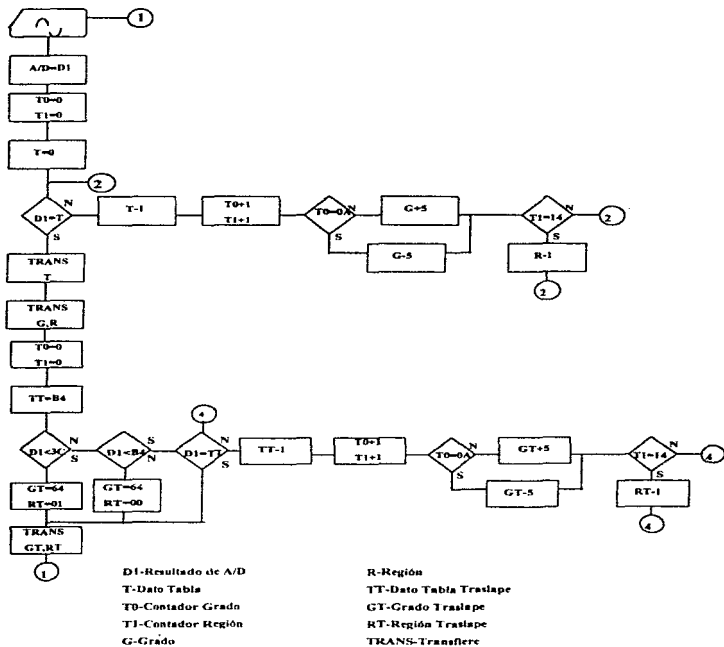 1
A/D=D1
T0=0
T1=0
T=0
2
D1=T
N
S
T-1
T0+1
T1+1
T0=0A
N
S
G+5
G-5
T1=14
N
S
2
R-1
2
TRANS
T
TRANS
G,R
T0=0
T1=0
TT=B4
D1<3C
N
S
GT=64
RT=01
D1<B4
S
N
GT=64
RT=00
4
D1=TT
N
S
TT-1
T0+1
T1+1
T0=0A
N
S
GT+5
GT-5
T1=14
N
S
4
RT-1
4
TRANS
GT,RT
1
D1-Resultado de A/D
T-Dato Tabla
T0-Contador Grado
T1-Contador Región
G-Grado
R-Región
TT-Dato Tabla Traslape
GT-Grado Traslape
RT-Región Traslape
TRANS-Transfiere